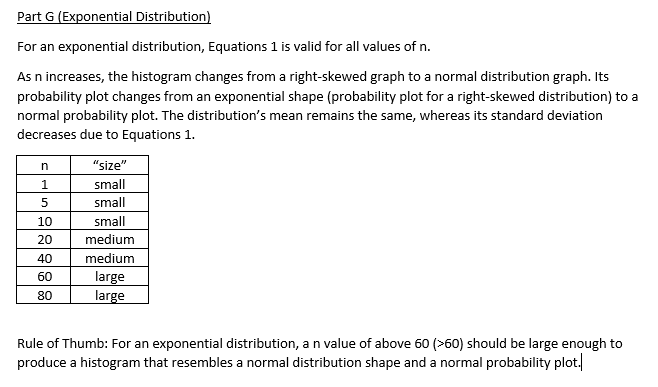 Part G (Exponential Distribution)
For an exponential distribution, Equations 1 is valid for all values of n.
As n increases, the histogram changes from a right-skewed graph to a normal distribution graph. Its
probability plot changes from an exponential shape (probability plot for a right-skewed distribution) to a
normal probability plot. The distribution's mean remains the same, whereas its standard deviation
decreases due to Equations 1.
n "size"
1 small
5 small
10 small
20 medium
40 medium
60 large
80 large
Rule of Thumb: For an exponential distribution, a n value of above 60 (>60) should be large enough to
produce a histogram that resembles a normal distribution shape and a normal probability plot.